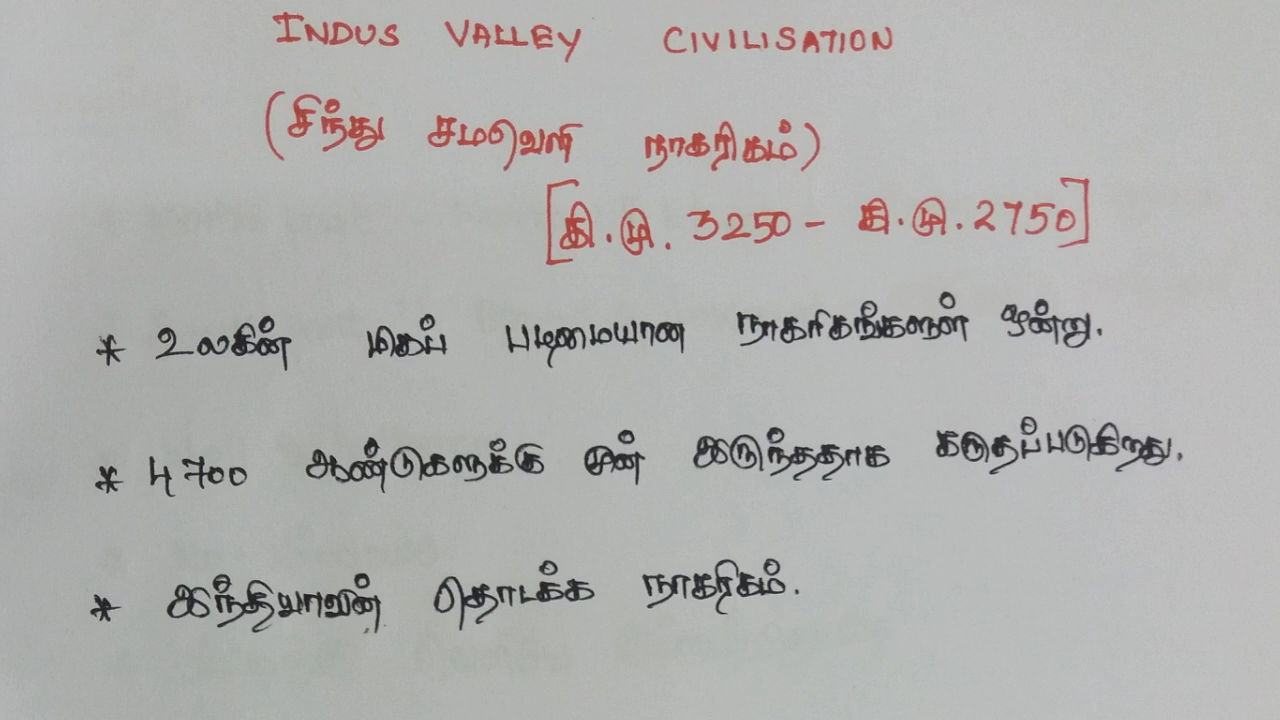 INDUS VALLEY CIVILISATION
(சிந்து சமவெளி நாகரிகம்)
[கி.மு. 3250 - கி.மு. 2750]
* உலகின் மிகப் பழமையான நாகரிகங்களுள் ஒன்று.
* 4700 ஆண்டுகளுக்கு முன் இருந்ததாக கருதப்படுகிறது.
* இந்தியாவின் தொடக்க நாகரிகம்.